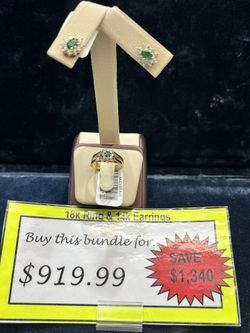 18k Ring & 14k Earrings
Buy this bundle for
$919.99
SAVE
$1,340